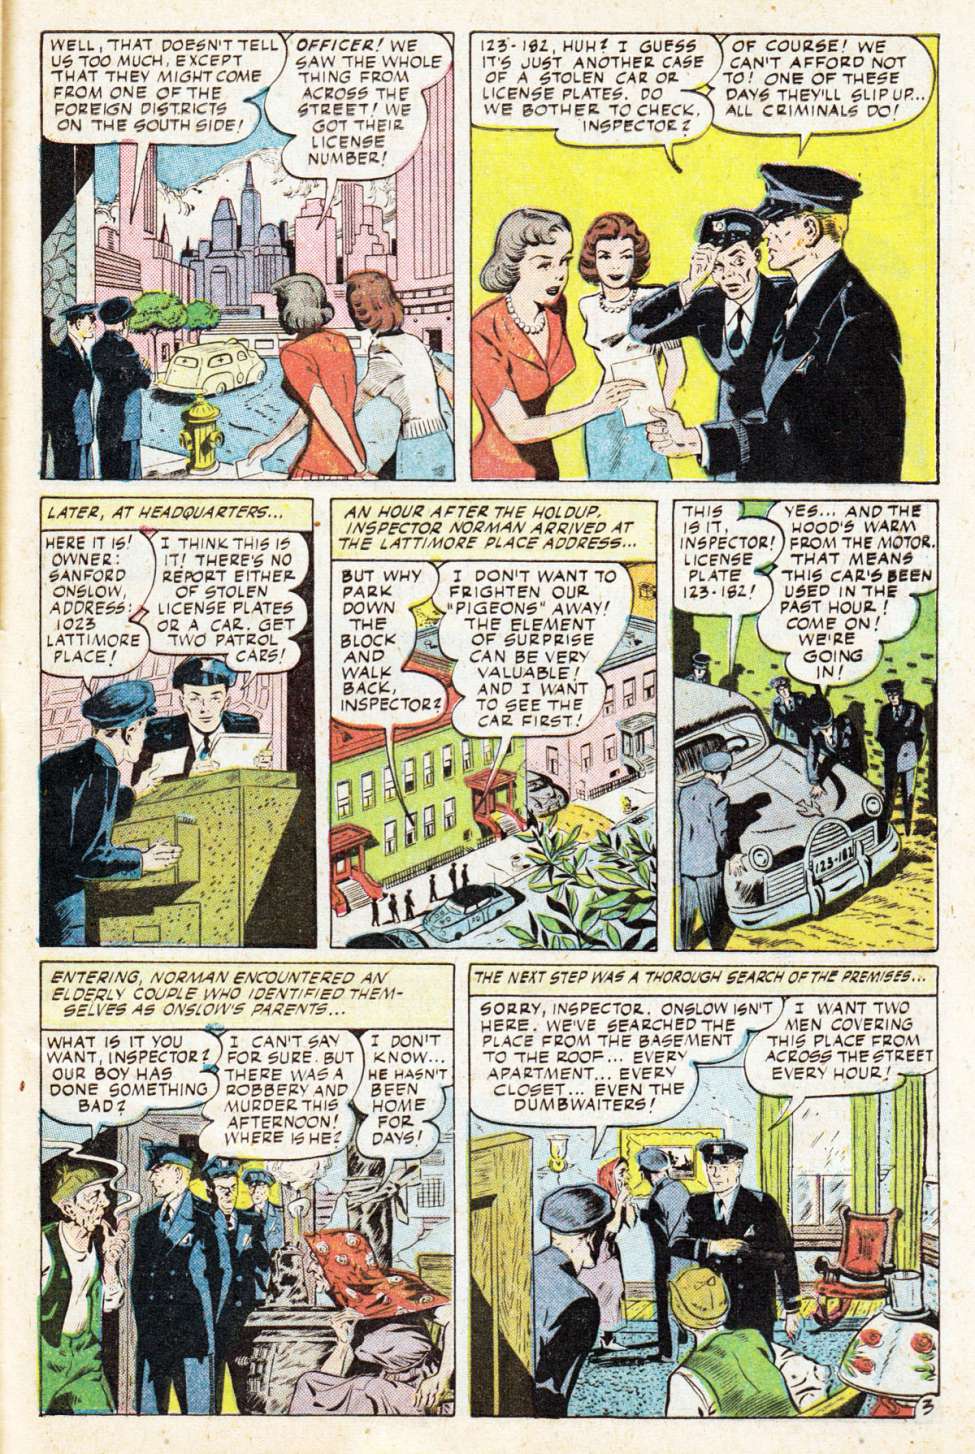 WELL, THAT DOESN'T TELL
US TOO MUCH, EXCEPT
THAT THEY MIGHT COME
FROM ONE OF THE
FOREIGN DISTRICTS
ON THE SOUTH SIDE!
OFFICER! WE
SAW THE WHOLE
THING FROM
ACROSS THE
STREET! WE
GOT THEIR
LICENSE
NUMBER!
123-182, HUH? I GUESS
IT'S JUST ANOTHER CASE
OF A STOLEN CAR OR
LICENSE PLATES. DO
WE BOTHER TO CHECK,
INSPECTOR?
OF COURSE! WE
CAN'T AFFORD NOT
TO! ONE OF THESE
DAYS THEY'LL SLIP UP...
ALL CRIMINALS DO!
LATER, AT HEADQUARTERS...
HERE IT IS!
OWNER:
SANFORD
ONSLOW,
ADDRESS:
1023
LATTIMORE
PLACE!
I THINK THIS IS
IT! THERE'S NO
REPORT EITHER
OF STOLEN
LICENSE PLATES
OR A CAR. GET
TWO PATROL
CARS!
AN HOUR AFTER THE HOLDUP,
INSPECTOR NORMAN ARRIVED AT
THE LATTIMORE PLACE ADDRESS...
BUT WHY
PARK
DOWN
THE
BLOCK
AND
WALK
BACK,
INSPECTOR?
I DON'T WANT TO
FRIGHTEN OUR
"PIGEONS" AWAY!
THE ELEMENT
OF SURPRISE
CAN BE VERY
VALUABLE!
AND I WANT
TO SEE THE
CAR FIRST!
THIS
IS IT,
INSPECTOR!
LICENSE
PLATE
123-182!
YES... AND THE
HOOD'S WARM
FROM THE MOTOR.
THAT MEANS
THIS CAR'S BEEN
USED IN THE
PAST HOUR!
COME ON!
WE'RE
GOING
IN!
123-182
ENTERING, NORMAN ENCOUNTERED AN
ELDERLY COUPLE WHO IDENTIFIED THEM-
SELVES AS ONSLOW'S PARENTS...
WHAT IS IT YOU
WANT, INSPECTOR?
OUR BOY HAS
DONE SOMETHING
BAD?
I CAN'T SAY
FOR SURE. BUT
THERE WAS A
ROBBERY AND
MURDER THIS
AFTERNOON!
WHERE IS HE?
I DON'T
KNOW...
HE HASN'T
BEEN
HOME
FOR
DAYS!
THE NEXT STEP WAS A THOROUGH SEARCH OF THE PREMISES...
SORRY, INSPECTOR. ONSLOW ISN'T
HERE. WE'VE SEARCHED THE
PLACE FROM THE BASEMENT
TO THE ROOF... EVERY
APARTMENT... EVERY
CLOSET... EVEN THE
DUMBWAITERS!
I WANT TWO
MEN COVERING
THIS PLACE FROM
ACROSS THE STREET
EVERY HOUR!
3